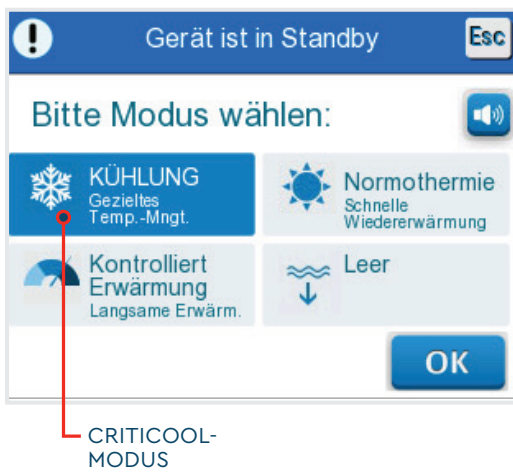 Gerät ist in Standby
Esc
Bitte Modus wählen:
KÜHLUNG
Gezieltes
Temp.-Mngt.
Normothermie
Schnelle
Wiedererwärmung
Kontrolliert
Erwärmung
Langsame Erwärm.
Leer
OK
CRITICOOL-
MODUS